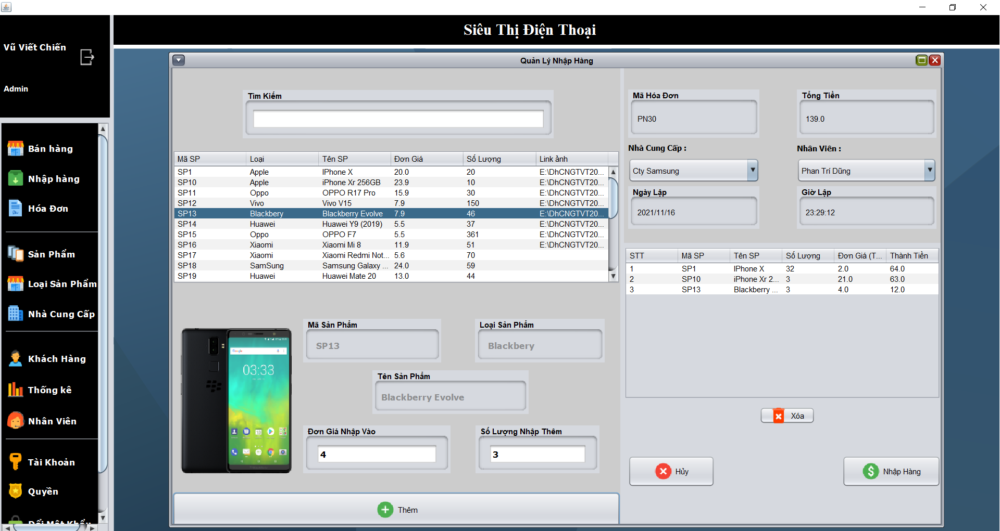 Siêu Thị Điện Thoại
Vũ Viết Chiến
Admin
Bán hàng
Nhập hàng
Hóa Đơn
Sản Phẩm
Loại Sản Phẩm
Nhà Cung Cấp
Khách Hàng
Thống kê
Nhân Viên
Tài Khoản
Quyền
Đổi Mật Khẩu
Quản Lý Nhập Hàng
Tìm Kiếm
Mã SP Loại Tên SP Đơn Giá Số Lượng Link ảnh
SP1 Apple IPhone X 20.0 20 E:\DhCNGTVT20...
SP10 Apple iPhone Xr 256GB 23.9 10 E:\DhCNGTVT20...
SP11 Oppo OPPO R17 Pro 15.9 30 E:\DhCNGTVT20...
SP12 Vivo Vivo V15 7.9 150 E:\DhCNGTVT20...
SP13 Blackbery Blackberry Evolve 7.9 46 E:\DhCNGTVT20...
SP14 Huawei Huawei Y9 (2019) 5.5 37 E:\DhCNGTVT20...
SP15 Oppo OPPO F7 5.5 361 E:\DhCNGTVT20...
SP16 Xiaomi Xiaomi Mi 8 11.9 51 E:\DhCNGTVT20...
SP17 Xiaomi Xiaomi Redmi Not... 5.6 70
SP18 SamSung Samsung Galaxy ... 24.0 59
SP19 Huawei Huawei Mate 20 13.0 44
Google
03:33
Mã Sản Phẩm
SP13
Loại Sản Phẩm
Blackbery
Tên Sản Phẩm
Blackberry Evolve
Đơn Giá Nhập Vào
4
Số Lượng Nhập Thêm
3
Thêm
Mã Hóa Đơn
PN30
Tổng Tiền
139.0
Nhà Cung Cấp :
Cty Samsung
Nhân Viên :
Phan Trí Dũng
Ngày Lập
2021/11/16
Giờ Lập
23:29:12
STT Mã SP Tên SP Số Lượng Đơn Giá (T... Thành Tiền
1 SP1 IPhone X 32 2.0 64.0
2 SP10 iPhone Xr 2... 3 21.0 63.0
3 SP13 Blackberry ... 3 4.0 12.0
Xóa
Hủy
Nhập Hàng